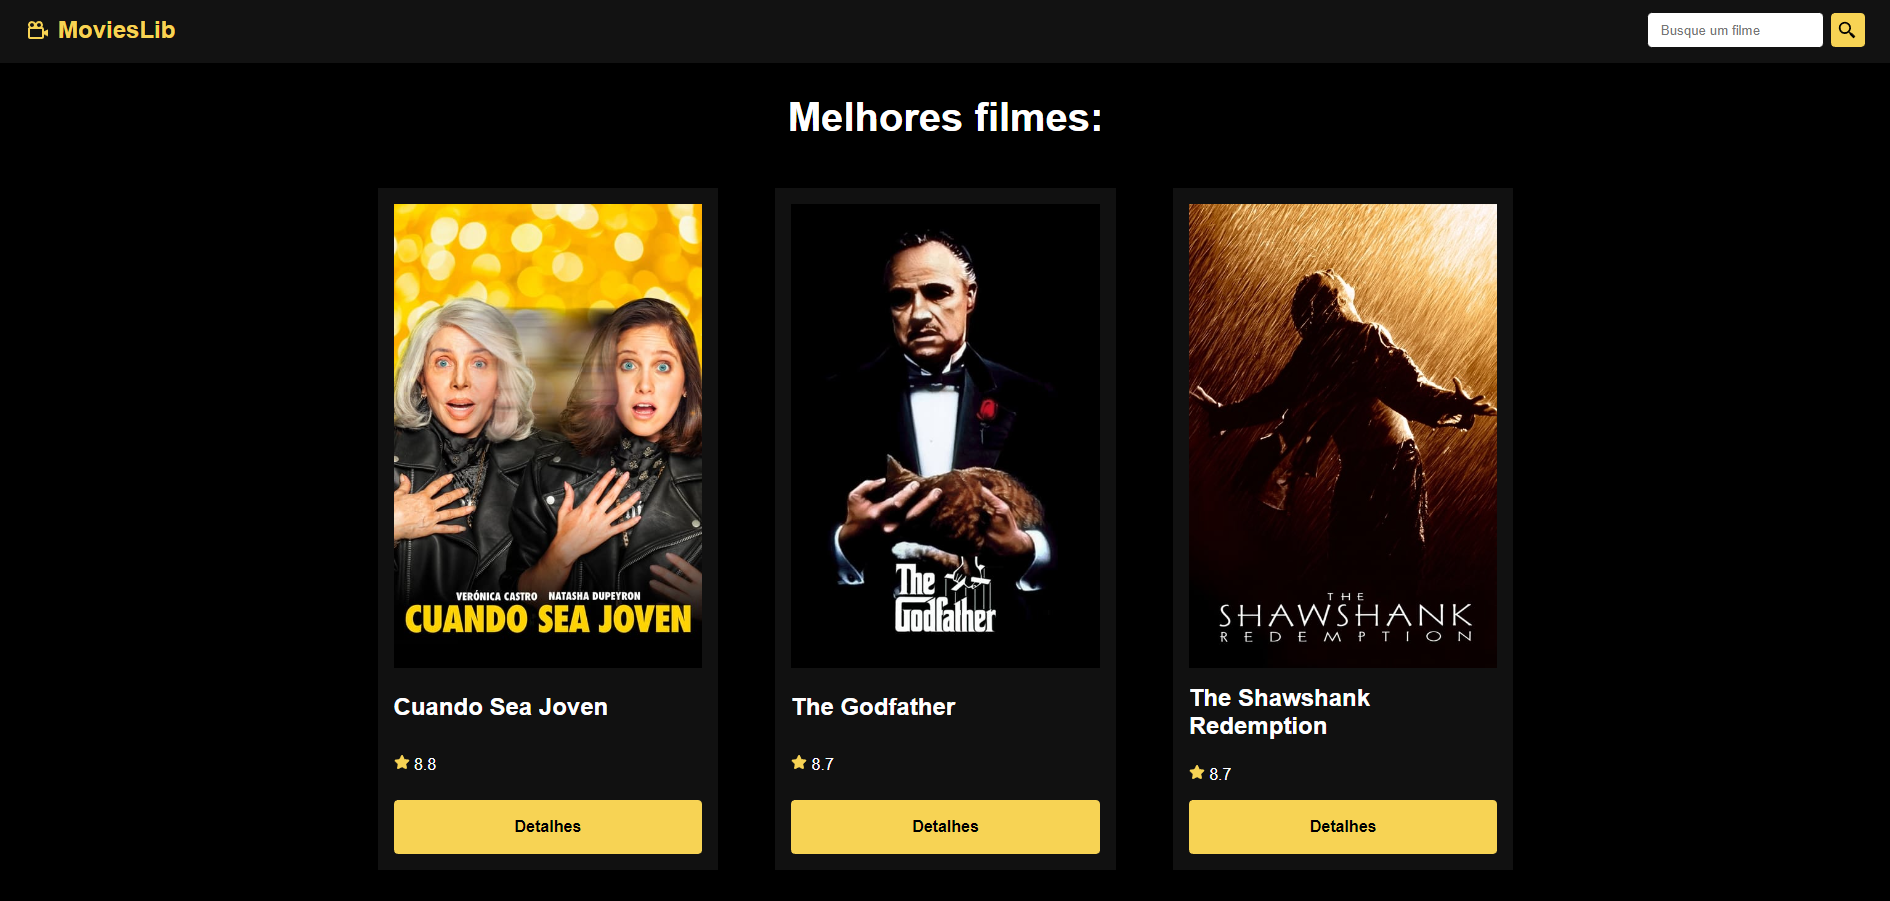 MoviesLib
Busque um filme
Melhores filmes:
VERÓNICA CASTRO NATASHA DUPEYRON
CUANDO SEA JOVEN
The
Godfather
THE
SHAWSHANK
REDEMPTION
Cuando Sea Joven
8.8
Detalhes
The Godfather
8.7
Detalhes
The Shawshank
Redemption
8.7
Detalhes